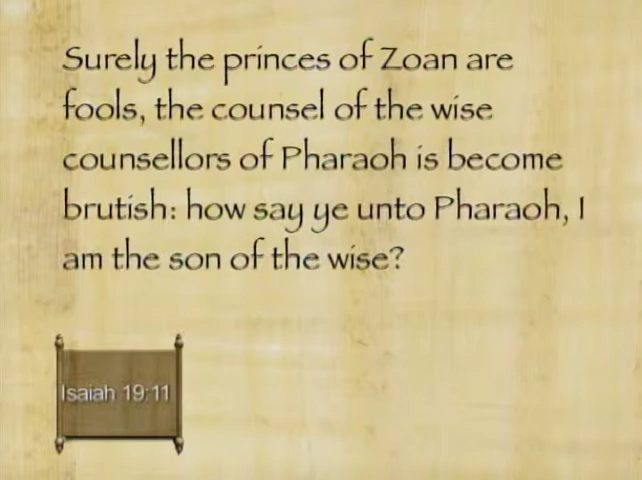 Surely the princes of Zoan are
fools, the counsel of the wise
counsellors of Pharaoh is become
brutish: how say ye unto Pharaoh, I
am the son of the wise?
Isaiah 19:11